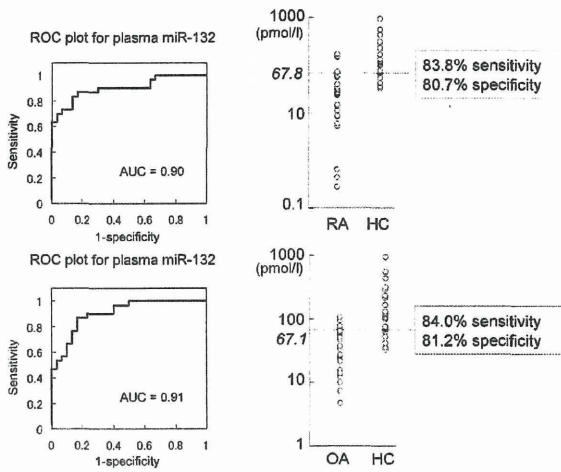 ROC plot for plasma miR-132
1
0.8
0.6
0.4
0.2
0
Sensitivity
AUC = 0.90
0 0.2 0.4 0.6 0.8 1
1-specificity
1000
(pmol/l)
67.8
10
0.1
RA HC
83.8% sensitivity
80.7% specificity
ROC plot for plasma miR-132
1
0.8
0.6
0.4
0.2
0
Sensitivity
AUC = 0.91
0 0.2 0.4 0.6 0.8 1
1-specificity
1000
(pmol/l)
100
67.1
10
1
OA HC
84.0% sensitivity
81.2% specificity